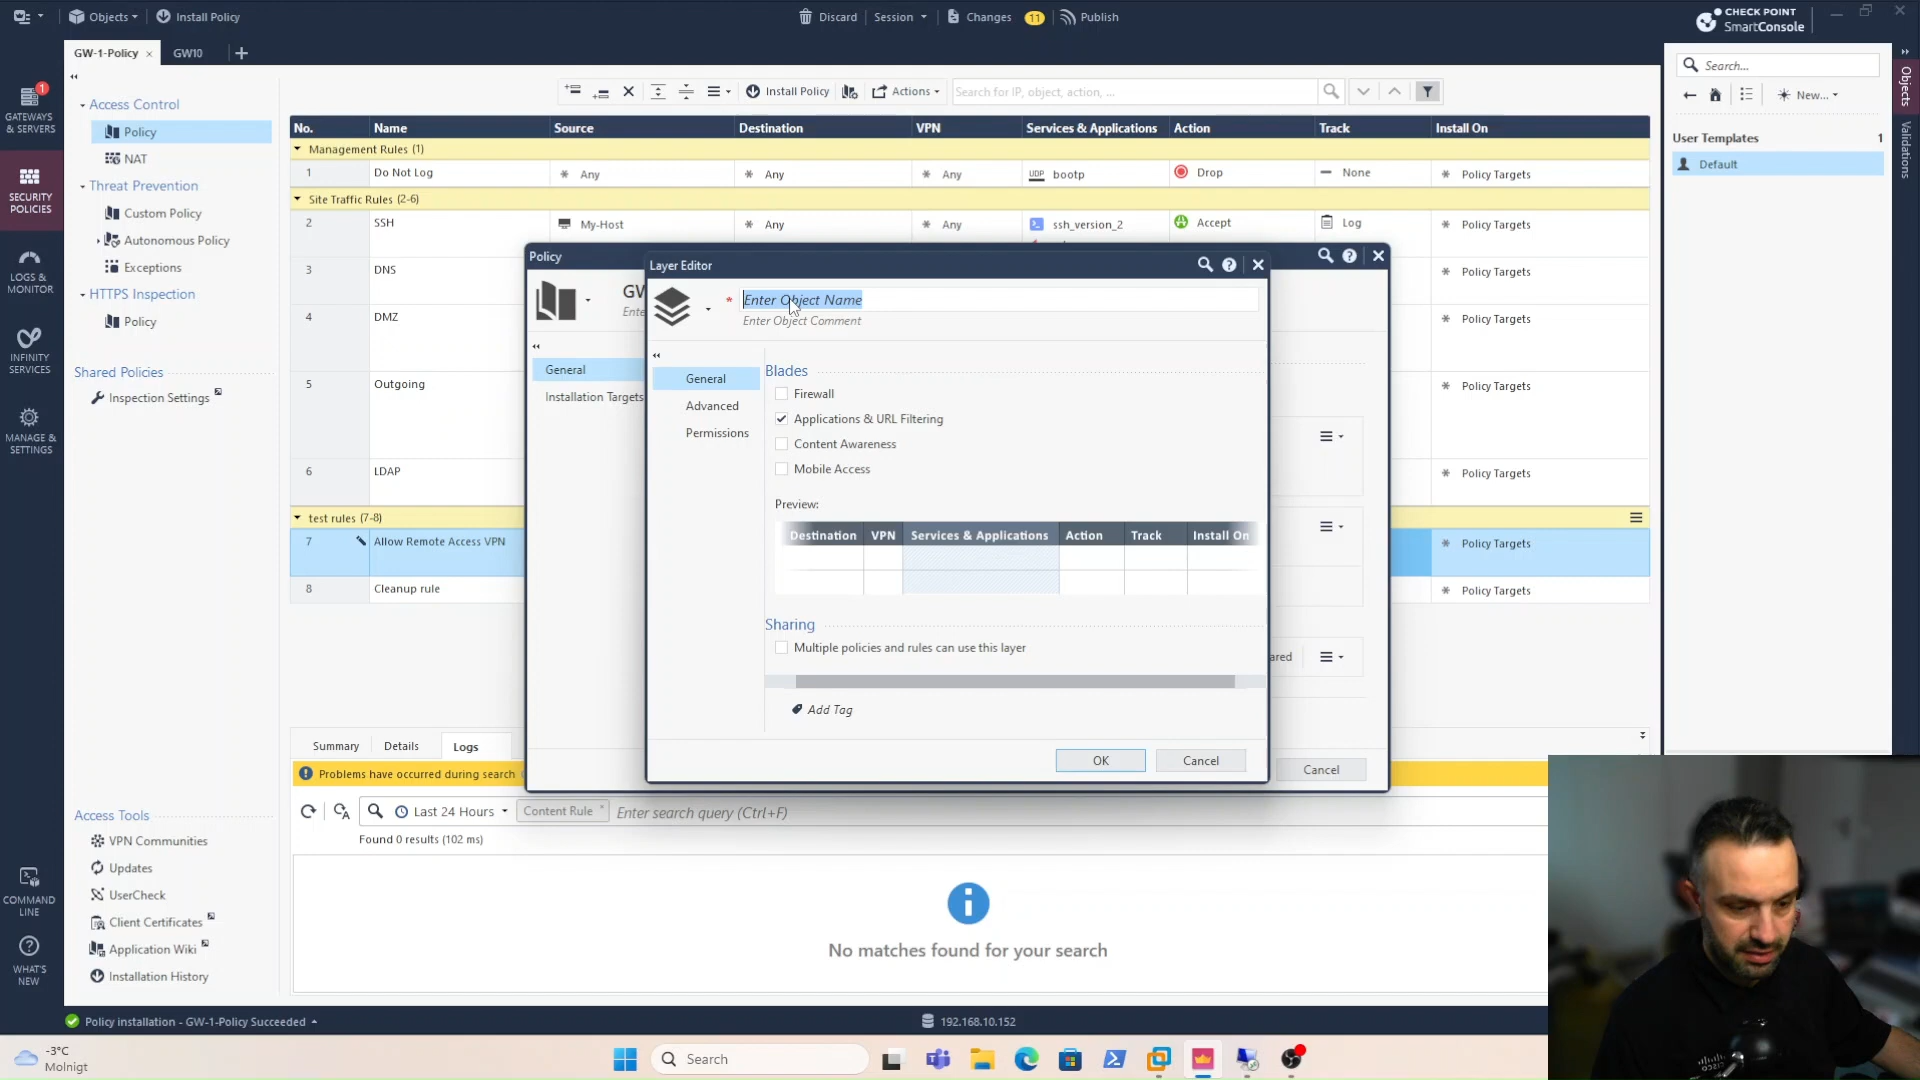 Objects
Install Policy
Discard
Session
Changes
11
Publish
CHECK POINT
SmartConsole
GW-1-Policy
GW10
1
GATEWAYS
& SERVERS
SECURITY
POLICIES
LOGS &
MONITOR
INFINITY
SERVICES
MANAGE &
SETTINGS
COMMAND
LINE
WHAT'S
NEW
Access Control
Policy
NAT
Threat Prevention
Custom Policy
Autonomous Policy
Exceptions
HTTPS Inspection
Policy
Shared Policies
Inspection Settings
Access Tools
VPN Communities
Updates
UserCheck
Client Certificates
Application Wiki
Installation History
Install Policy
Actions
Search for IP, object, action, ...
No. Name Source Destination VPN Services & Applications Action Track Install On
Management Rules (1)
1 Do Not Log Any Any Any UDP bootp Drop None Policy Targets
Site Traffic Rules (2-6)
2 SSH My-Host Any Any ssh_version_2 Accept Log Policy Targets
3 DNS Policy Targets
4 DMZ Policy Targets
5 Outgoing Policy Targets
6 LDAP Policy Targets
test rules (7-8)
7 Allow Remote Access VPN Policy Targets
8 Cleanup rule Policy Targets
Policy
GW
Ente
General
Installation Targets
ared
Cancel
Layer Editor
* Enter Object Name
Enter Object Comment
General
Advanced
Permissions
Blades
Firewall
Applications & URL Filtering
Content Awareness
Mobile Access
Preview:
Destination VPN Services & Applications Action Track Install On
Sharing
Multiple policies and rules can use this layer
Add Tag
OK
Cancel
Summary
Details
Logs
Problems have occurred during search
Last 24 Hours
Content Rule
Enter search query (Ctrl+F)
Found 0 results (102 ms)
No matches found for your search
Search...
New...
User Templates 1
Default
Objects
Validations
Policy installation - GW-1-Policy Succeeded
192.168.10.152
-3°C
Molnigt
Search
CISCO